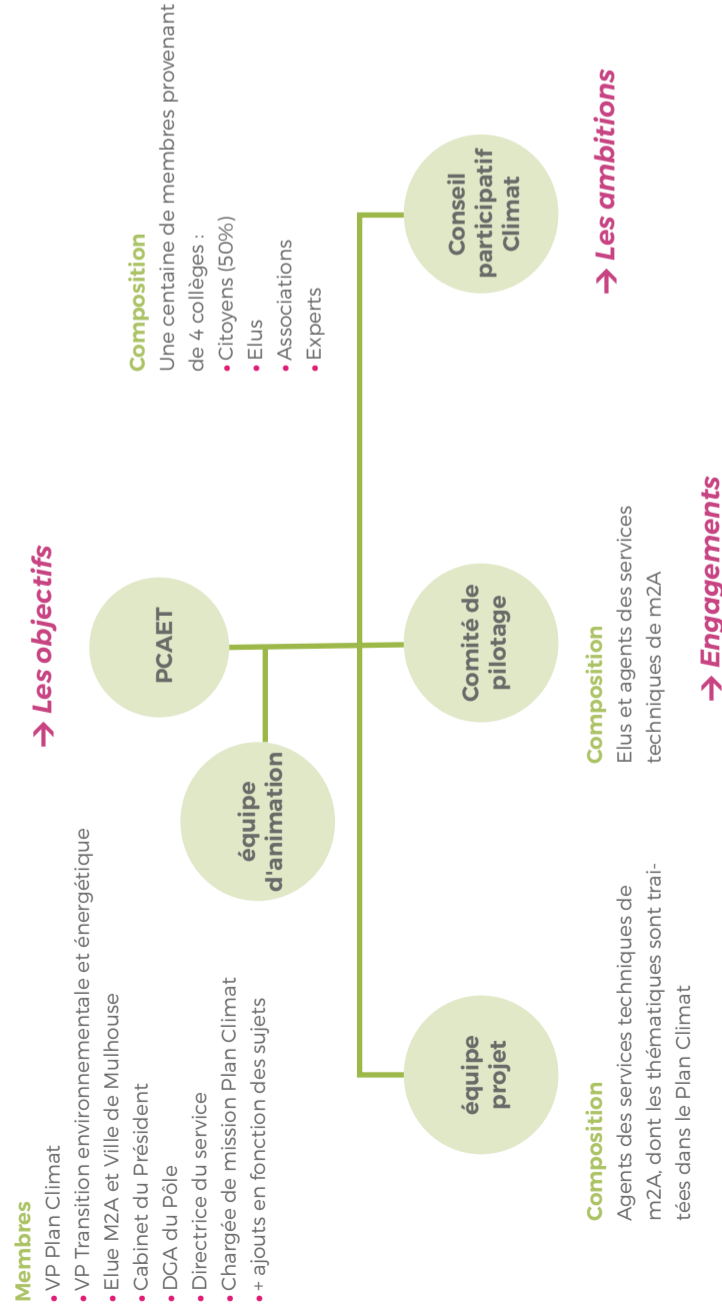 Membres
• VP Plan Climat
• VP Transition environnementale et énergétique
• Elue M2A et Ville de Mulhouse
• Cabinet du Président
• DGA du Pôle
• Directrice du service
• Chargée de mission Plan Climat
• + ajouts en fonction des sujets
→ Les objectifs
PCAET
équipe
d'animation
Composition
Une centaine de membres provenant
de 4 collèges :
• Citoyens (50%)
• Elus
• Associations
• Experts
équipe
projet
Composition
Agents des services techniques de
m2A, dont les thématiques sont trai-
tées dans le Plan Climat
Comité de
pilotage
Composition
Elus et agents des services
techniques de m2A
→ Engagements
Conseil
participatif
Climat
→ Les ambitions